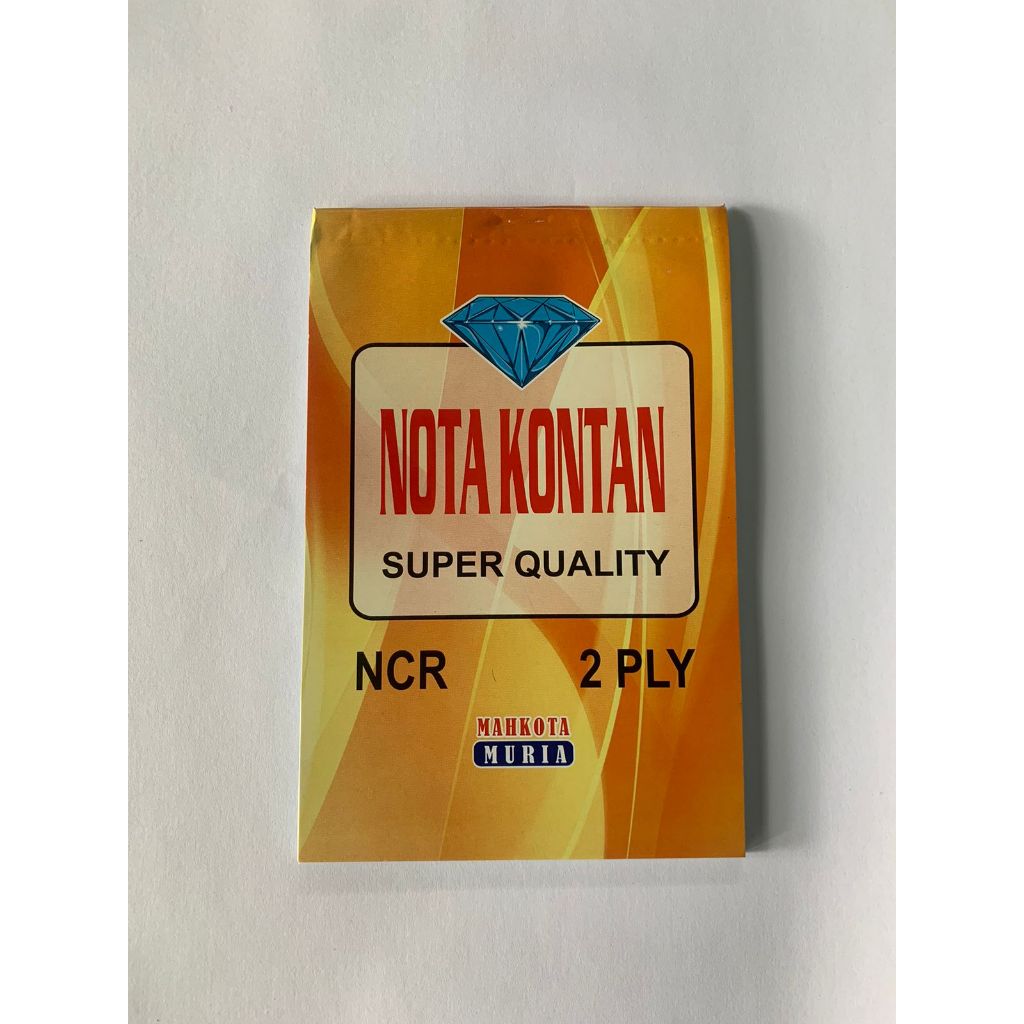 NOTA KONTAN
SUPER QUALITY
NCR 2 PLY
MAHKOTA
MURIA